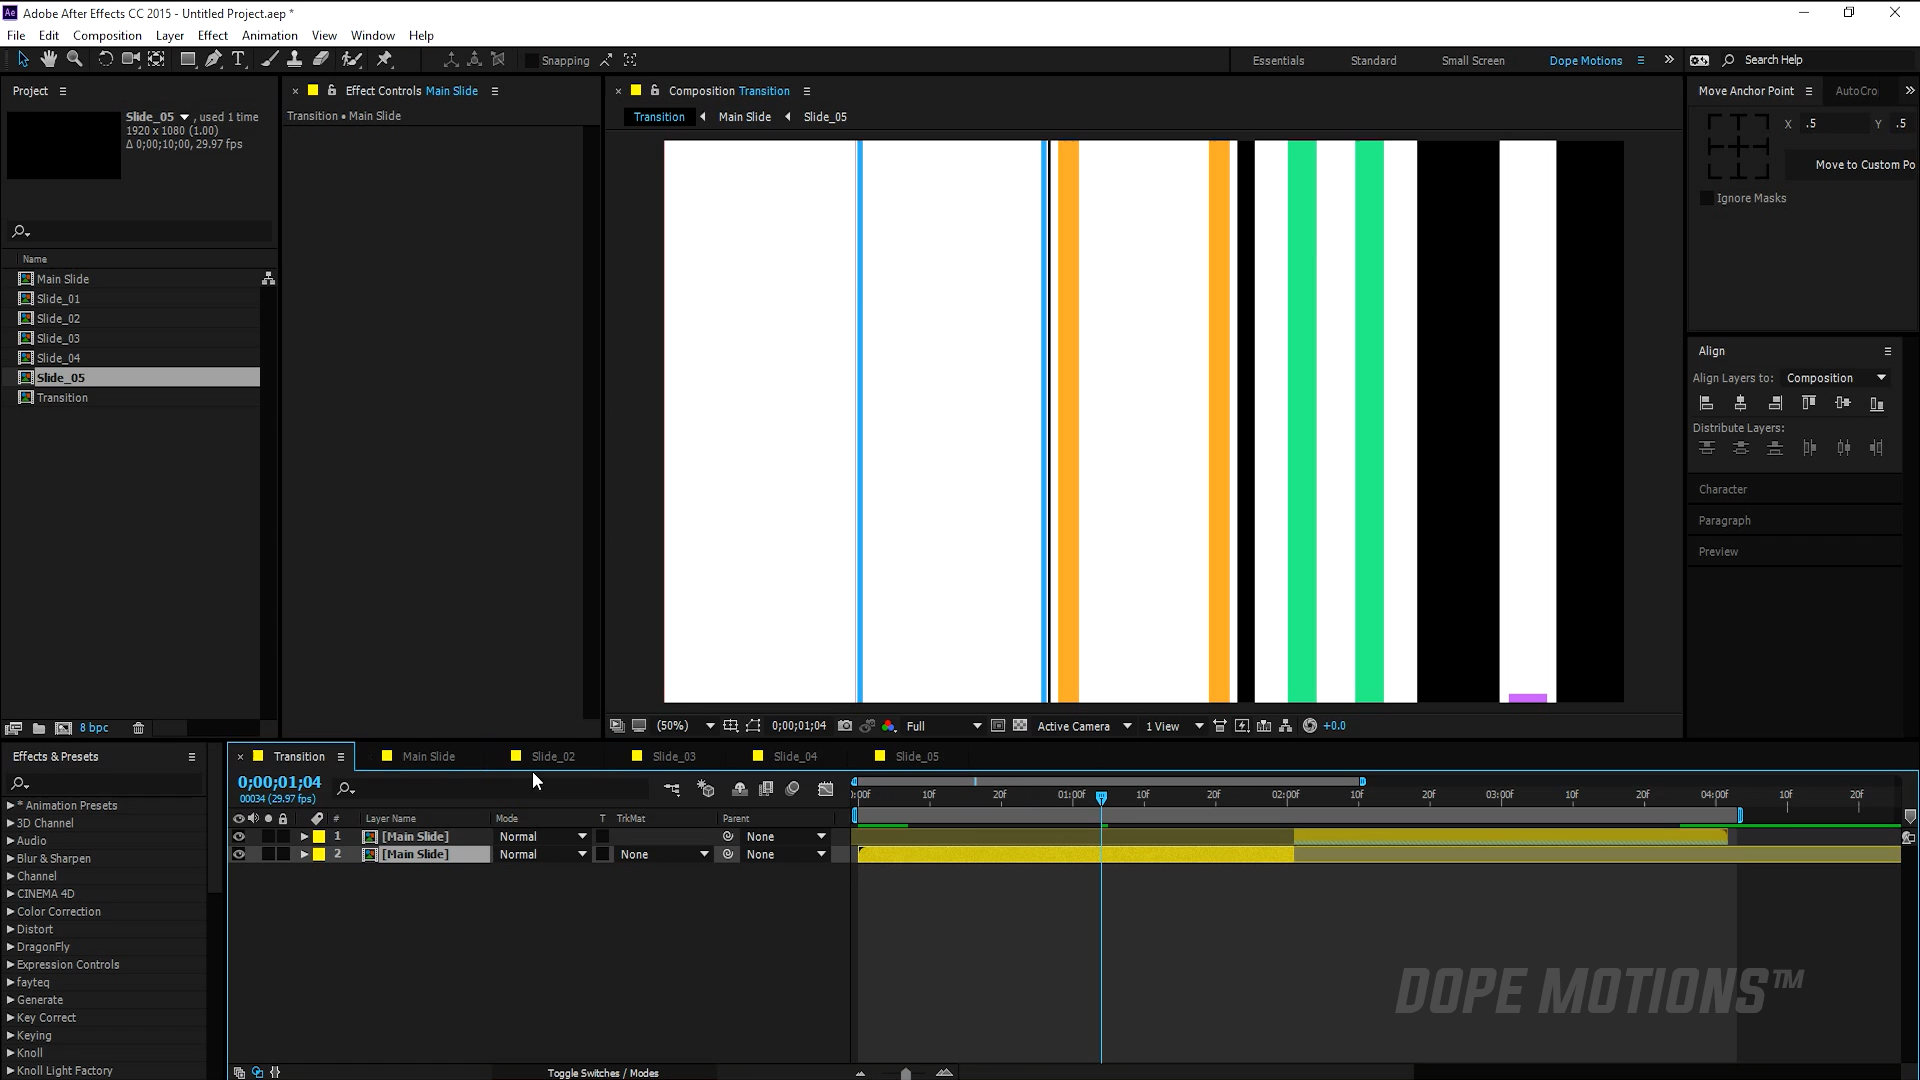 Adobe After Effects CC 2015 - Untitled Project.aep *
File Edit Composition Layer Effect Animation View Window Help
Snapping Essentials Standard Small Screen Dope Motions Search Help
Project
Slide_05 , used 1 time
1920 x 1080 (1.00)
Δ 0;00;10;00, 29.97 fps
Name
Main Slide
Slide_01
Slide_02
Slide_03
Slide_04
Slide_05
Transition
8 bpc
Effect Controls Main Slide
Transition • Main Slide
Composition Transition
Transition Main Slide Slide_05
(50%) 0;00;01;04 Full Active Camera 1 View +0.0
Move Anchor Point AutoCro
X .5 Y .5
Move to Custom Po
Ignore Masks
Align
Align Layers to: Composition
Distribute Layers:
Character
Paragraph
Preview
Effects & Presets
* Animation Presets
3D Channel
Audio
Blur & Sharpen
Channel
CINEMA 4D
Color Correction
Distort
DragonFly
Expression Controls
fayteq
Generate
Key Correct
Keying
Knoll
Knoll Light Factory
Transition Main Slide Slide_02 Slide_03 Slide_04 Slide_05
0;00;01;04
00034 (29.97 fps)
:00f 10f 20f 01:00f 10f 20f 02:00f 10f 20f 03:00f 10f 20f 04:00f 10f 20f
# Layer Name Mode T TrkMat Parent
1 [Main Slide] Normal None
2 [Main Slide] Normal None None
Toggle Switches / Modes
DOPE MOTIONS™